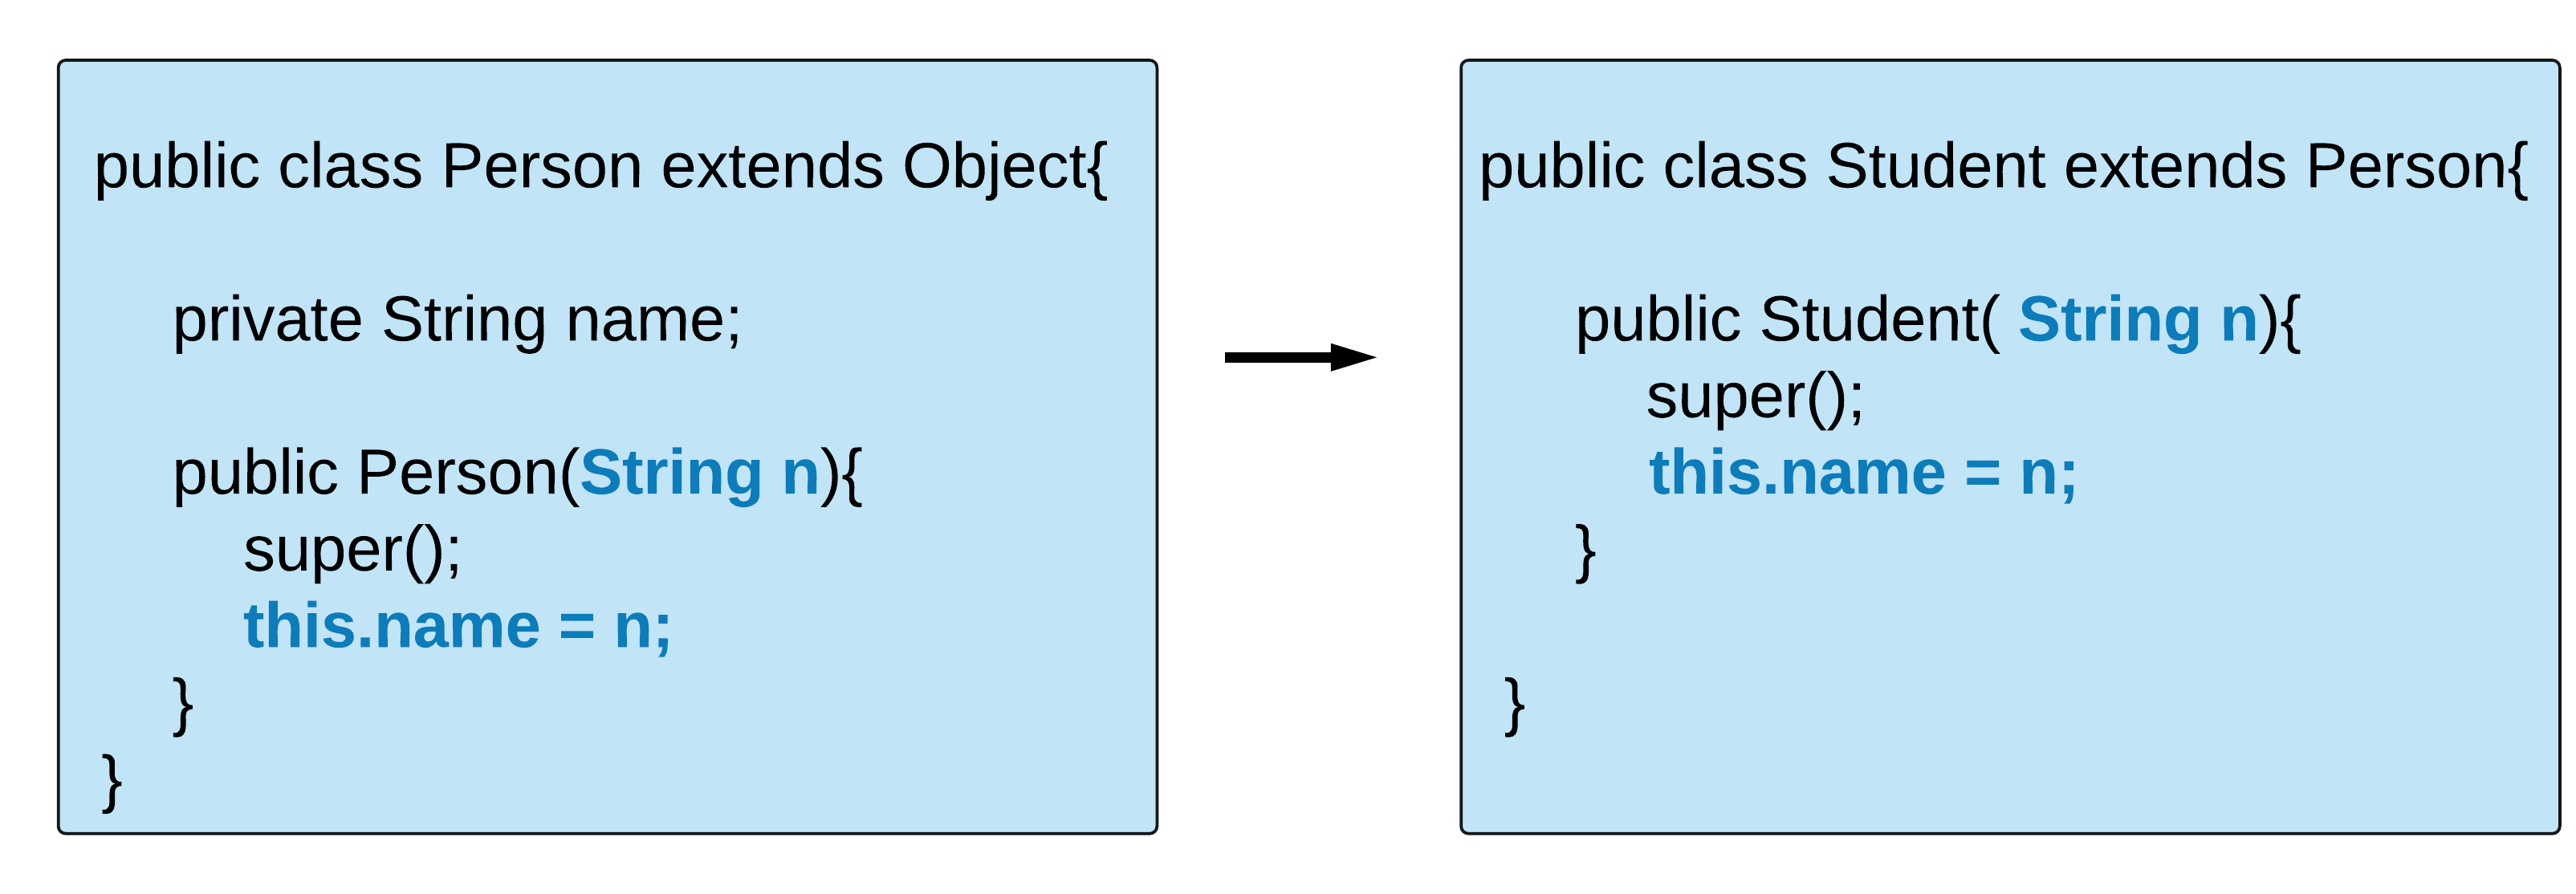 public class Person extends Object{
private String name;
public Person(String n){
super();
this.name = n;
}
}
public class Student extends Person{
public Student( String n){
super();
this.name = n;
}
}